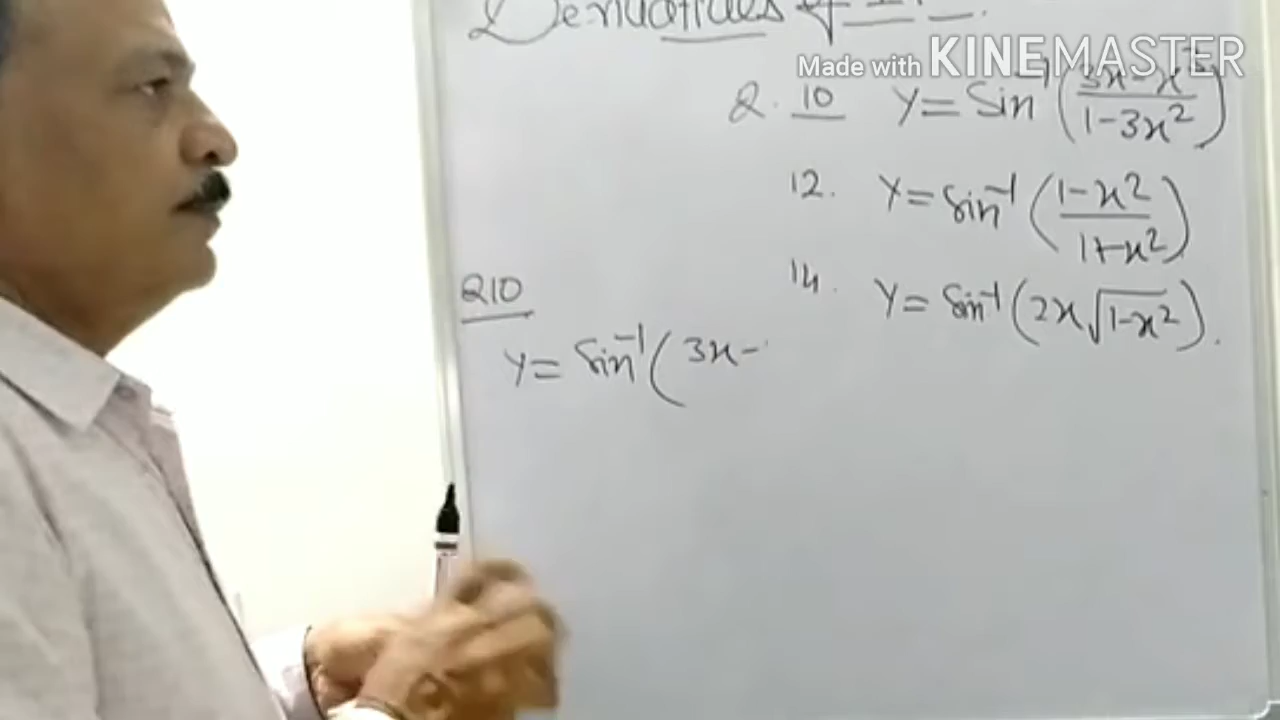 Derivatives of I.
Made with KINEMASTER
Q. 10 Y = Sin⁻¹ (3x - x³ / 1 - 3x²)
12. Y = Sin⁻¹ (1 - x² / 1 + x²)
14. Y = Sin⁻¹ (2x √1 - x²).
Q10
Y = Sin⁻¹ ( 3x -